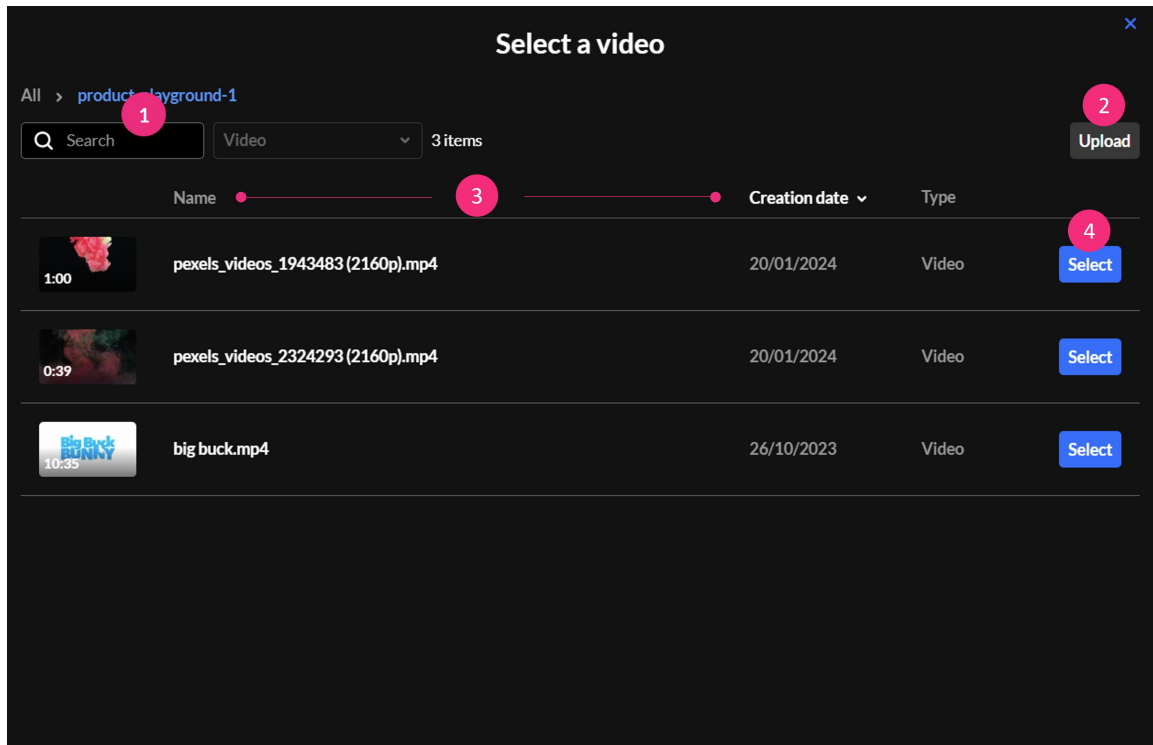 Select a video
All > product-playground-1
1
2
Search
Video
3 items
Upload
Name
3
Creation date
Type
4
1:00
pexels_videos_1943483 (2160p).mp4
20/01/2024
Video
Select
0:39
pexels_videos_2324293 (2160p).mp4
20/01/2024
Video
Select
Big Buck
BUNNY
10:35
big buck.mp4
26/10/2023
Video
Select